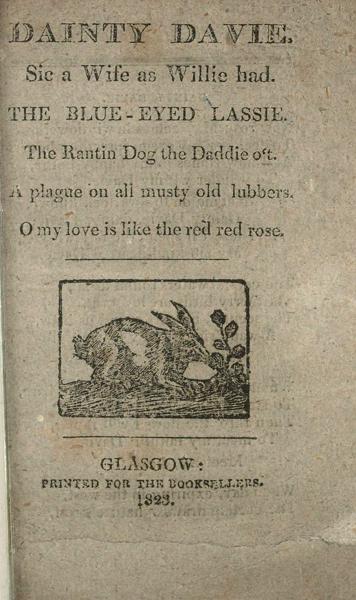 DAINTY DAVIE.
Sic a Wife as Willie had.
THE BLUE-EYED LASSIE.
The Rantin Dog the Daddie o't.
A plague on all musty old lubbers.
O my love is like the red red rose.
GLASGOW:
PRINTED FOR THE BOOKSELLERS.
1823.